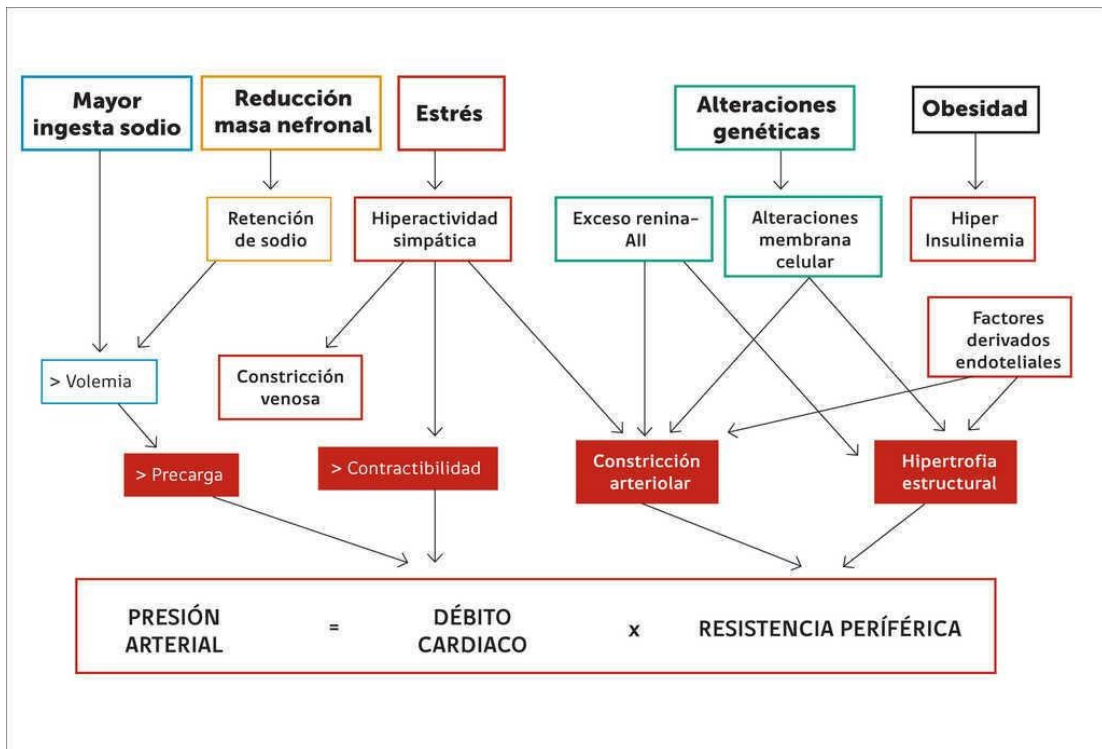 Mayor
ingesta sodio
Reducción
masa nefronal
Estrés
Alteraciones
genéticas
Obesidad
Retención
de sodio
Hiperactividad
simpática
Exceso renina-
AII
Alteraciones
membrana
celular
Hiper
Insulinemia
Factores
derivados
endoteliales
> Volemia
Constricción
venosa
> Precarga
> Contractibilidad
Constricción
arteriolar
Hipertrofia
estructural
PRESIÓN
ARTERIAL
=
DÉBITO
CARDIACO
x
RESISTENCIA PERÍFÉRICA